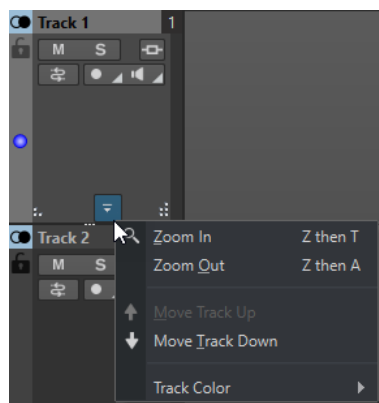 Track 1 1
M S
Track 2
M S
Zoom In Z then T
Zoom Out Z then A
Move Track Up
Move Track Down
Track Color